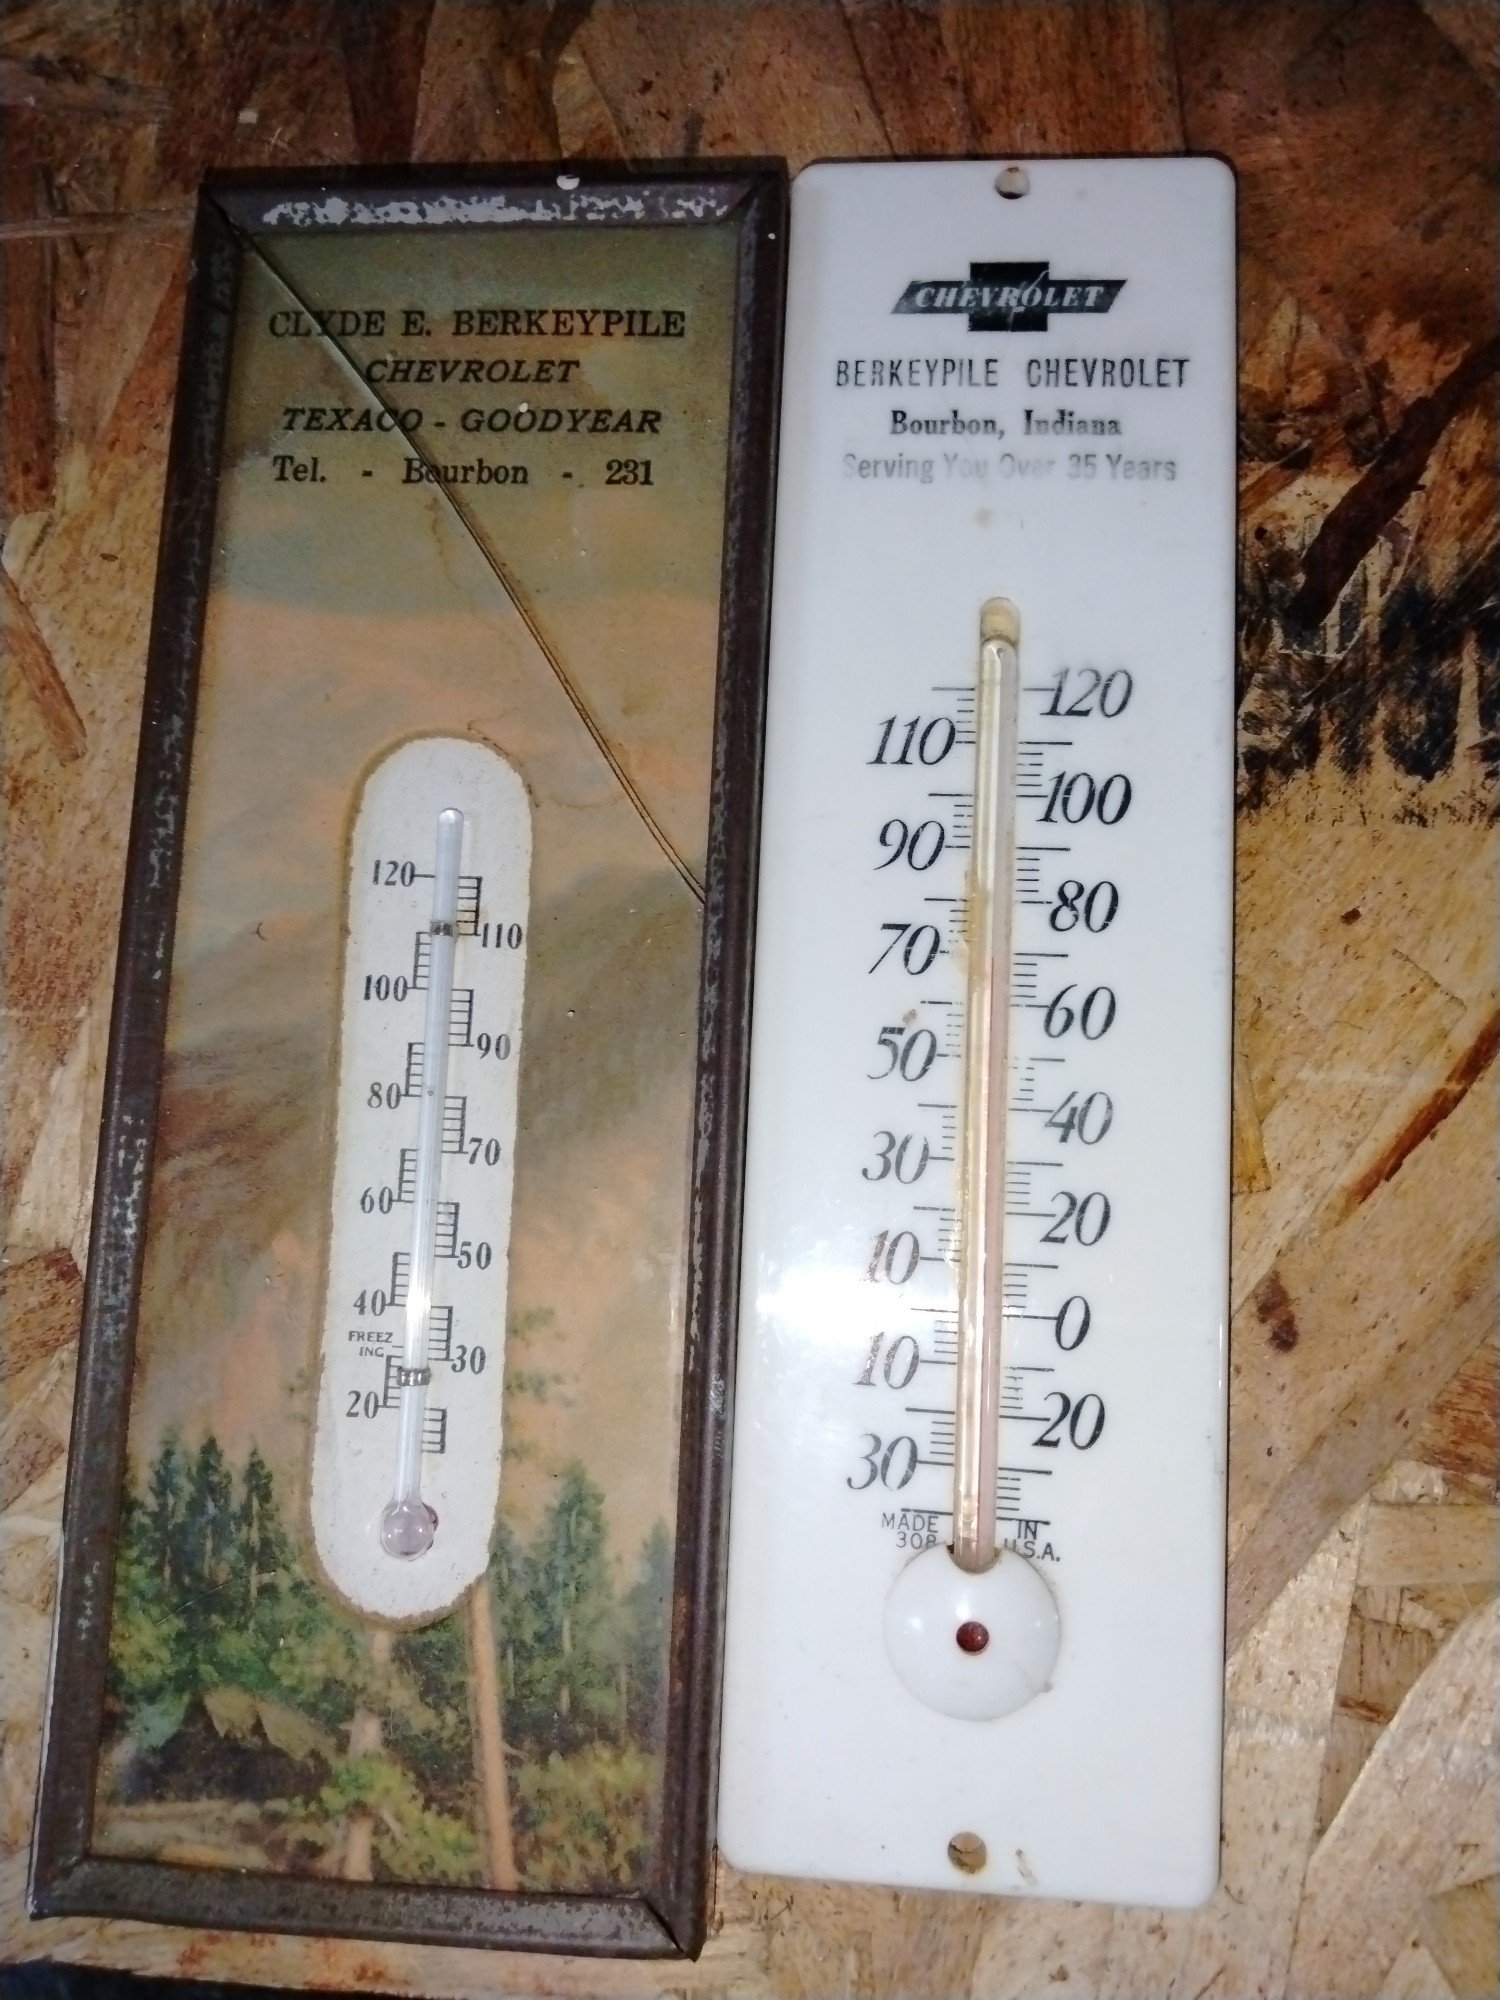 CLYDE E. BERKEYPILE
CHEVROLET
TEXACO - GOODYEAR
Tel. - Bourbon - 231
120
110
100
90
80
70
60
50
40
FREEZ
ING
30
20
CHEVROLET
BERKEYPILE CHEVROLET
Bourbon, Indiana
Serving You Over 35 Years
120
110
100
90
80
70
60
50
40
30
20
10
0
10
20
30
MADE IN
308 U.S.A.